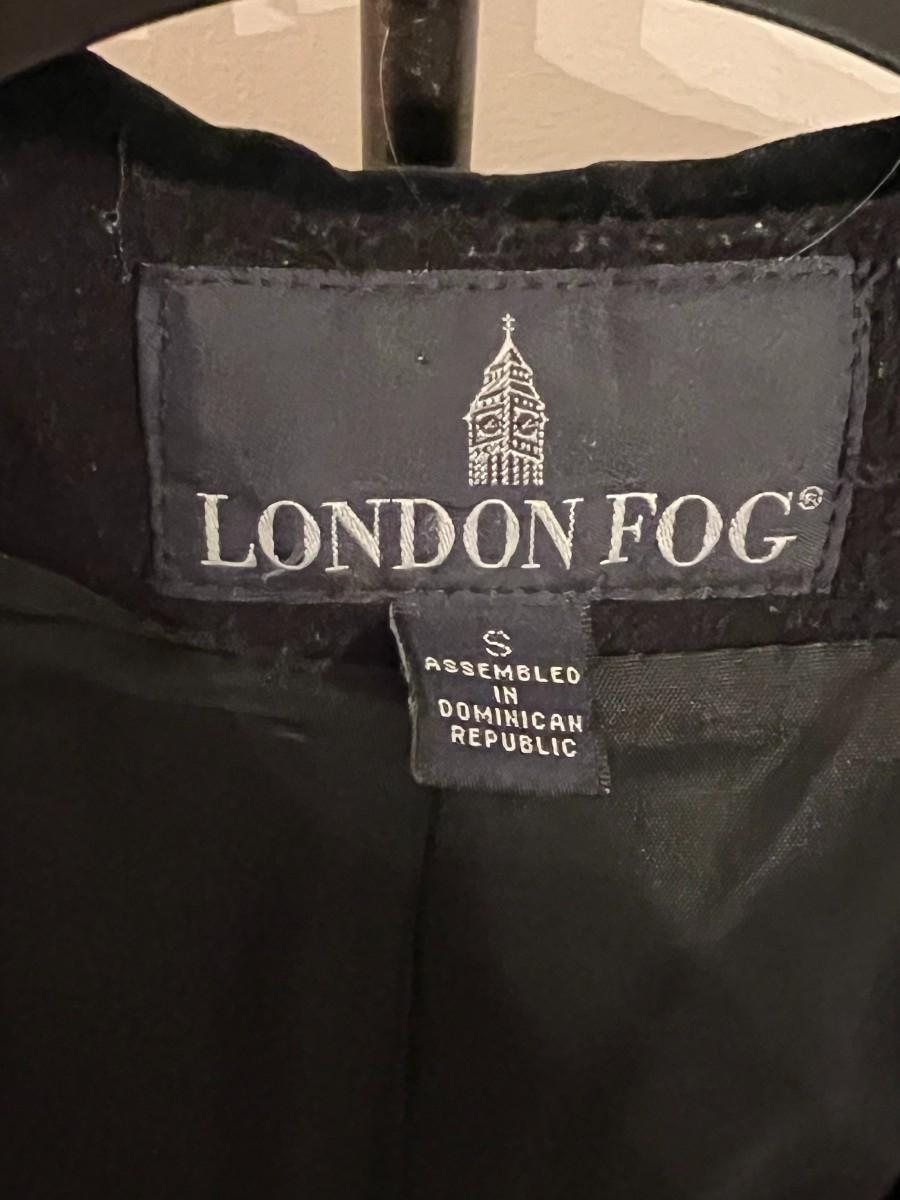 LONDON FOG®
S
ASSEMBLED
IN
DOMINICAN
REPUBLIC